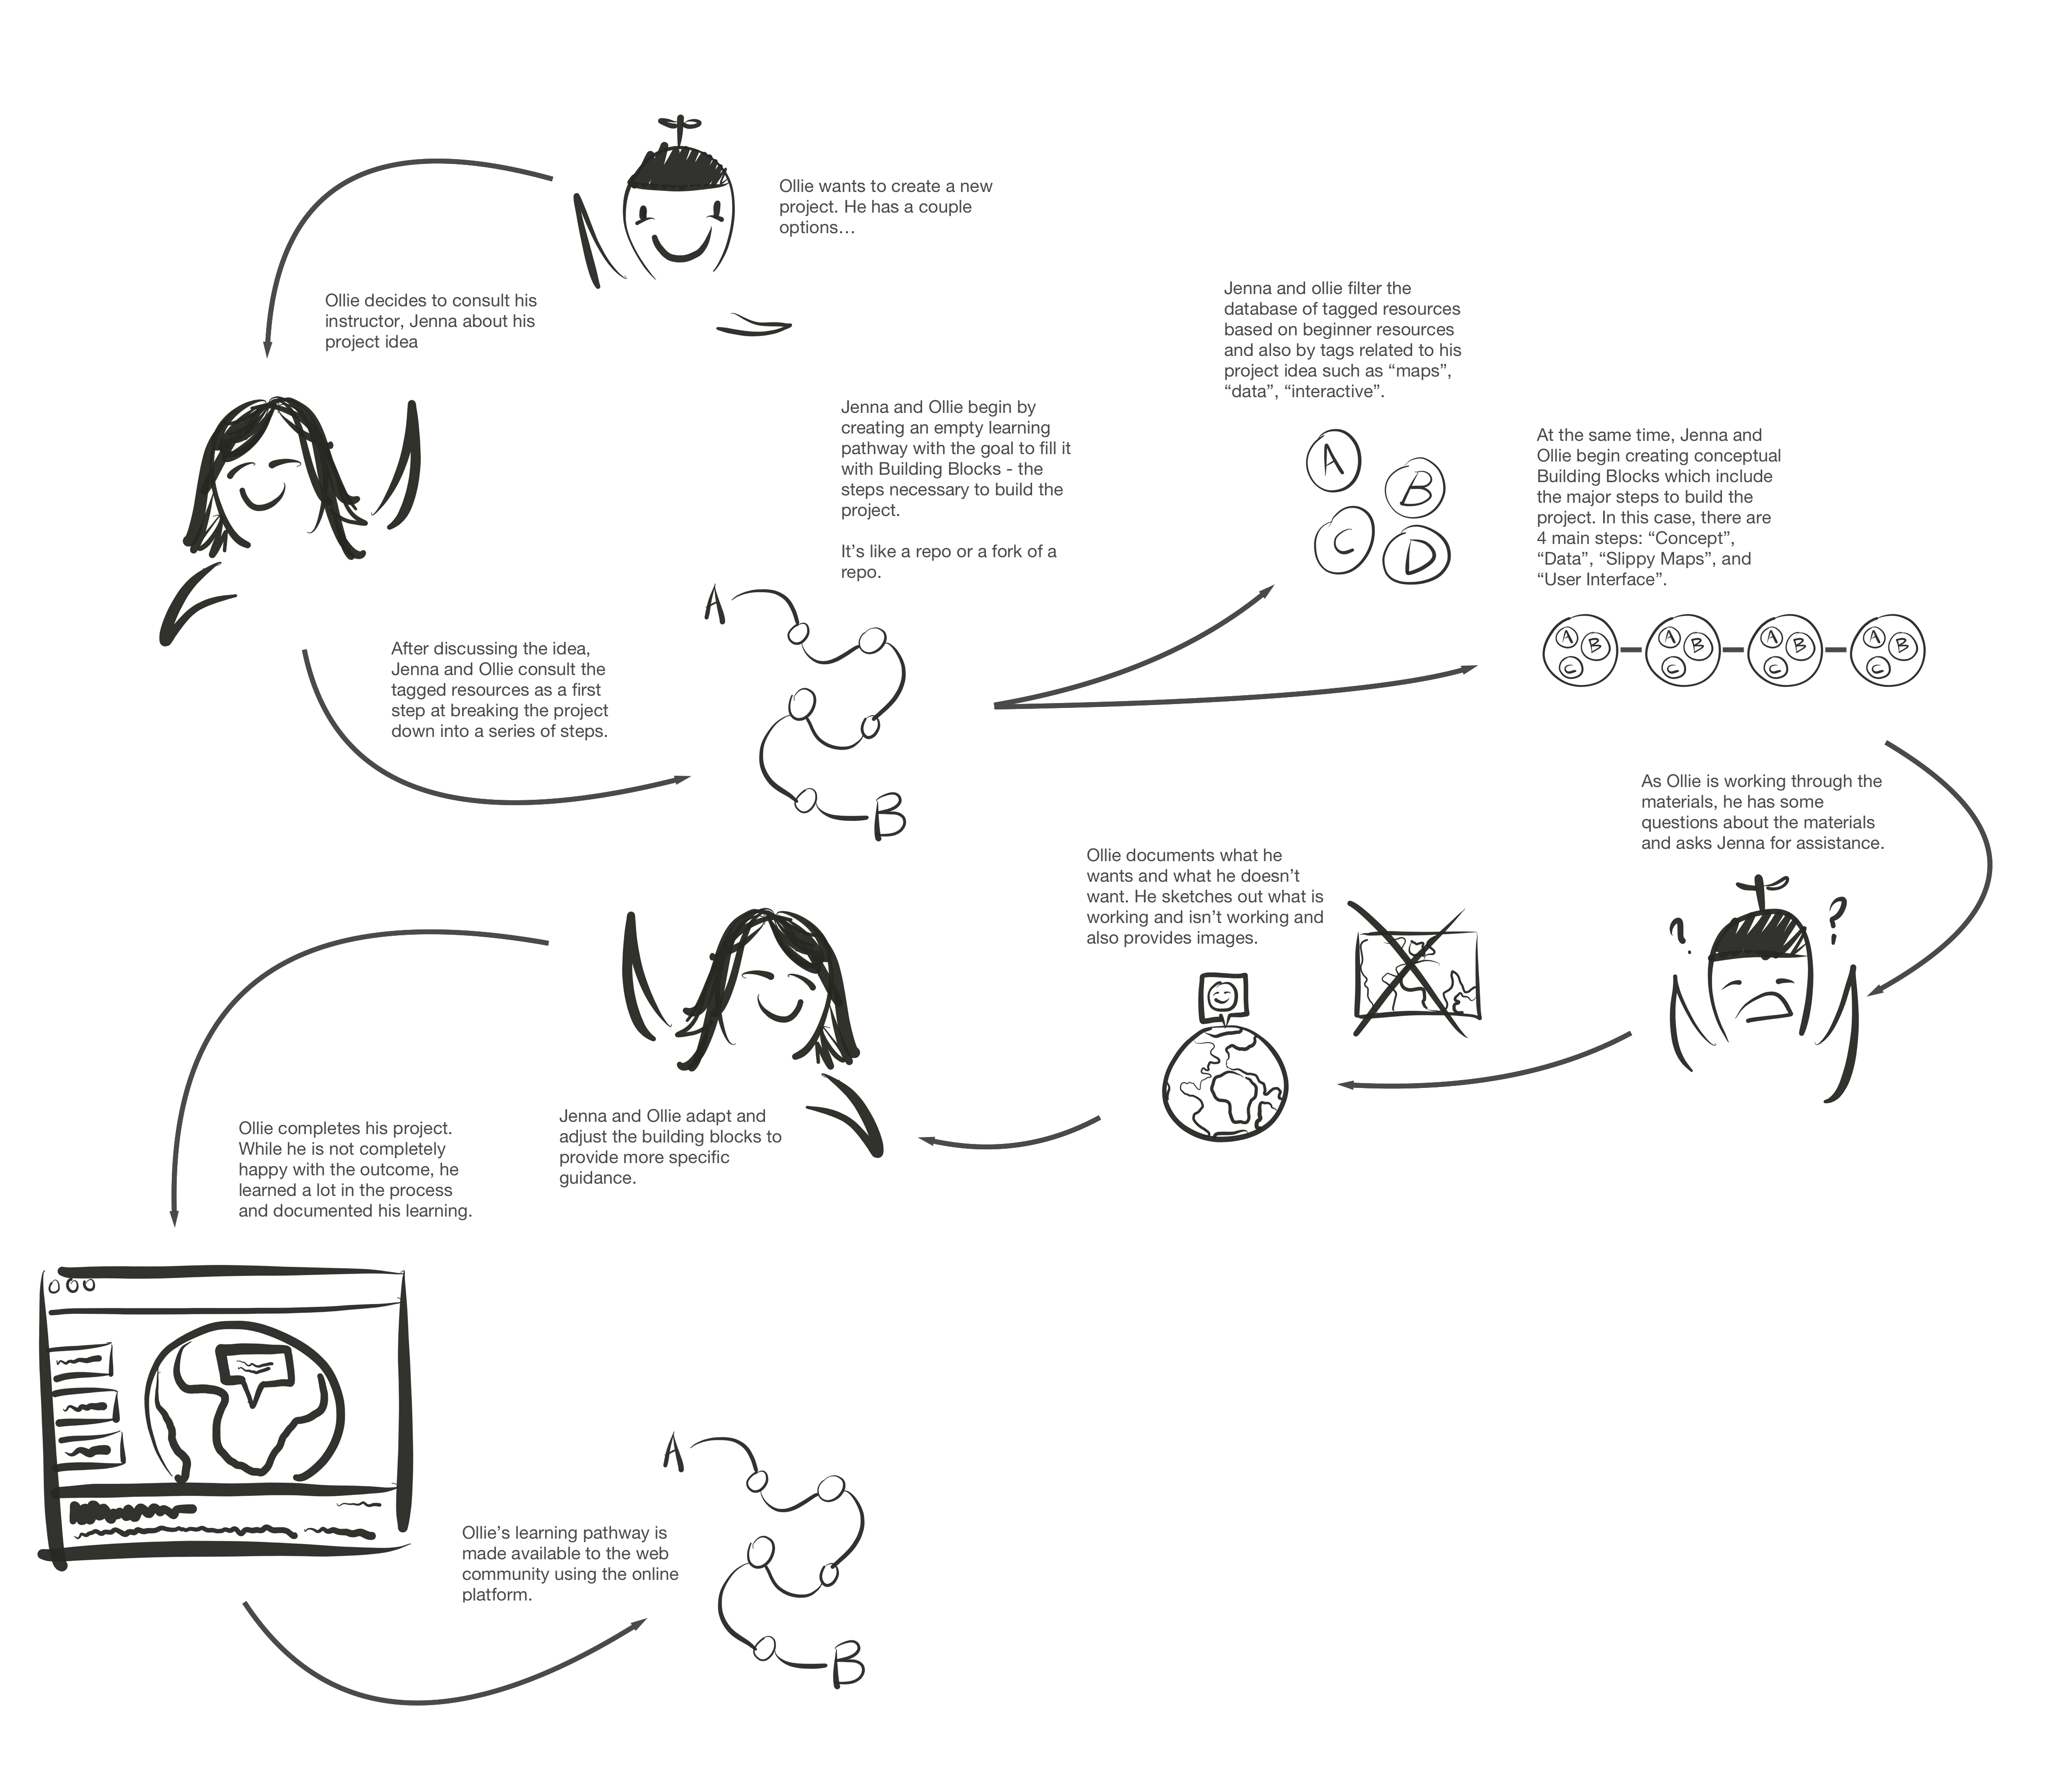 Ollie wants to create a new
project. He has a couple
options…
Ollie decides to consult his
instructor, Jenna about his
project idea
After discussing the idea,
Jenna and Ollie consult the
tagged resources as a first
step at breaking the project
down into a series of steps.
Jenna and Ollie begin by
creating an empty learning
pathway with the goal to fill it
with Building Blocks - the
steps necessary to build the
project.
It’s like a repo or a fork of a
repo.
A
B
Jenna and ollie filter the
database of tagged resources
based on beginner resources
and also by tags related to his
project idea such as “maps”,
“data”, “interactive”.
A
B
C
D
At the same time, Jenna and
Ollie begin creating conceptual
Building Blocks which include
the major steps to build the
project. In this case, there are
4 main steps: “Concept”,
“Data”, “Slippy Maps”, and
“User Interface”.
A B C
A B C
A B C
A B C
As Ollie is working through the
materials, he has some
questions about the materials
and asks Jenna for assistance.
? ?
Ollie documents what he
wants and what he doesn’t
want. He sketches out what is
working and isn’t working and
also provides images.
Jenna and Ollie adapt and
adjust the building blocks to
provide more specific
guidance.
Ollie completes his project.
While he is not completely
happy with the outcome, he
learned a lot in the process
and documented his learning.
Ollie’s learning pathway is
made available to the web
community using the online
platform.
A
B